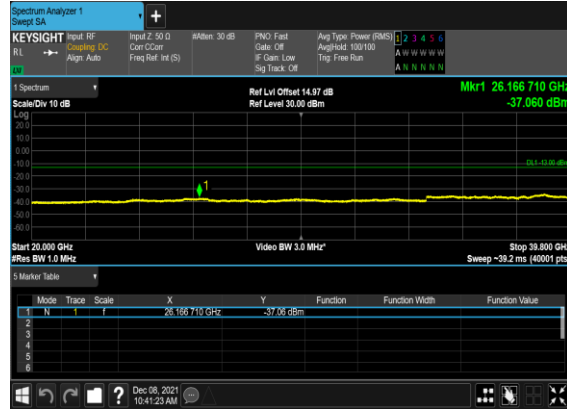 Spectrum Analyzer 1
Swept SA
+
KEYSIGHT Input: RF
RL Coupling: DC
Align: Auto
LXI
Input Z: 50 Ω
Corr CCorr
Freq Ref: Int (S)
#Atten: 30 dB
PNO: Fast
Gate: Off
IF Gain: Low
Sig Track: Off
Avg Type: Power (RMS)
Avg|Hold: 100/100
Trig: Free Run
1 2 3 4 5 6
A W W W W W
A N N N N N
1 Spectrum
Scale/Div 10 dB
Ref Lvl Offset 14.97 dB
Ref Level 30.00 dBm
Mkr1 26.166 710 GHz
-37.060 dBm
Log
20.0
10.0
0.00
-10.0
-20.0
-30.0
-40.0
-50.0
-60.0
DL1 -13.00 dBm
1
Start 20.000 GHz
#Res BW 1.0 MHz
Video BW 3.0 MHz*
Stop 39.800 GHz
Sweep ~39.2 ms (40001 pts)
5 Marker Table
Mode Trace Scale X Y Function Function Width Function Value
1 N 1 f 26.166 710 GHz -37.06 dBm
2
3
4
5
6
? Dec 08, 2021
10:41:23 AM